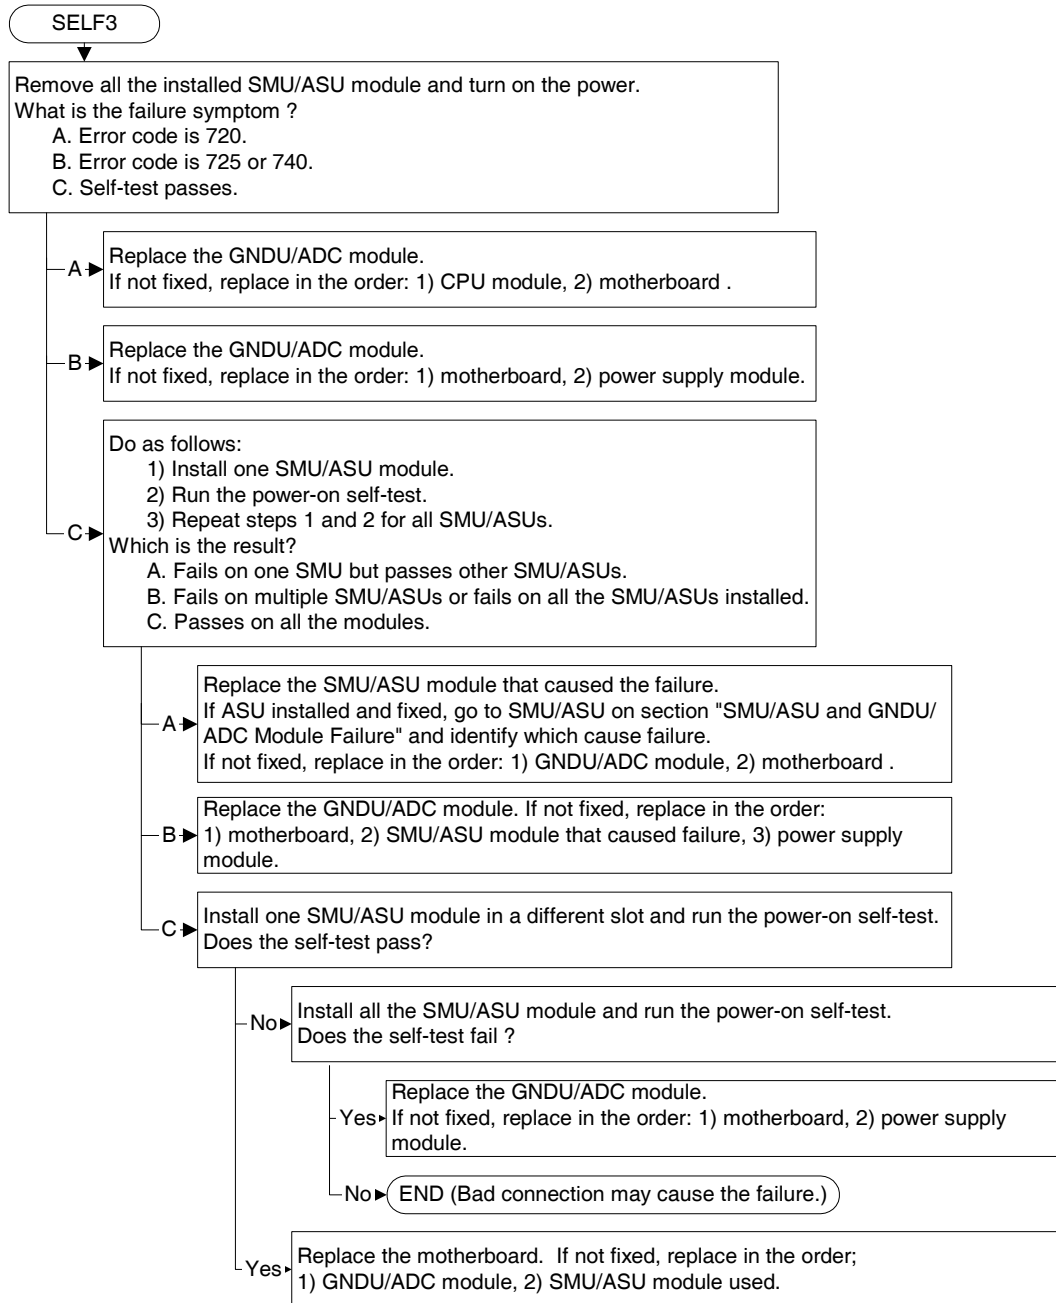 SELF3
Remove all the installed SMU/ASU module and turn on the power.
What is the failure symptom ?
A. Error code is 720.
B. Error code is 725 or 740.
C. Self-test passes.
A
Replace the GNDU/ADC module.
If not fixed, replace in the order: 1) CPU module, 2) motherboard .
B
Replace the GNDU/ADC module.
If not fixed, replace in the order: 1) motherboard, 2) power supply module.
C
Do as follows:
1) Install one SMU/ASU module.
2) Run the power-on self-test.
3) Repeat steps 1 and 2 for all SMU/ASUs.
Which is the result?
A. Fails on one SMU but passes other SMU/ASUs.
B. Fails on multiple SMU/ASUs or fails on all the SMU/ASUs installed.
C. Passes on all the modules.
A
Replace the SMU/ASU module that caused the failure.
If ASU installed and fixed, go to SMU/ASU on section "SMU/ASU and GNDU/
ADC Module Failure" and identify which cause failure.
If not fixed, replace in the order: 1) GNDU/ADC module, 2) motherboard .
B
Replace the GNDU/ADC module. If not fixed, replace in the order:
1) motherboard, 2) SMU/ASU module that caused failure, 3) power supply
module.
C
Install one SMU/ASU module in a different slot and run the power-on self-test.
Does the self-test pass?
No
Install all the SMU/ASU module and run the power-on self-test.
Does the self-test fail ?
Yes
Replace the GNDU/ADC module.
If not fixed, replace in the order: 1) motherboard, 2) power supply
module.
No
END (Bad connection may cause the failure.)
Yes
Replace the motherboard. If not fixed, replace in the order;
1) GNDU/ADC module, 2) SMU/ASU module used.